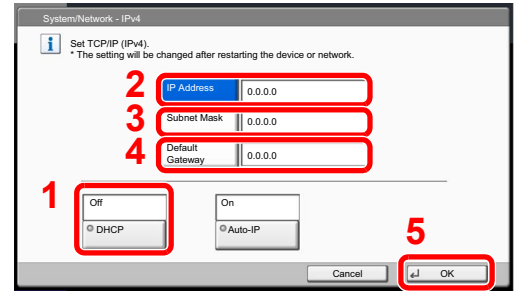 System/Network - IPv4
i
Set TCP/IP (IPv4).
* The setting will be changed after restarting the device or network.
2
IP Address
0.0.0.0
3
Subnet Mask
0.0.0.0
4
Default
Gateway
0.0.0.0
1
Off
DHCP
On
Auto-IP
5
Cancel
OK